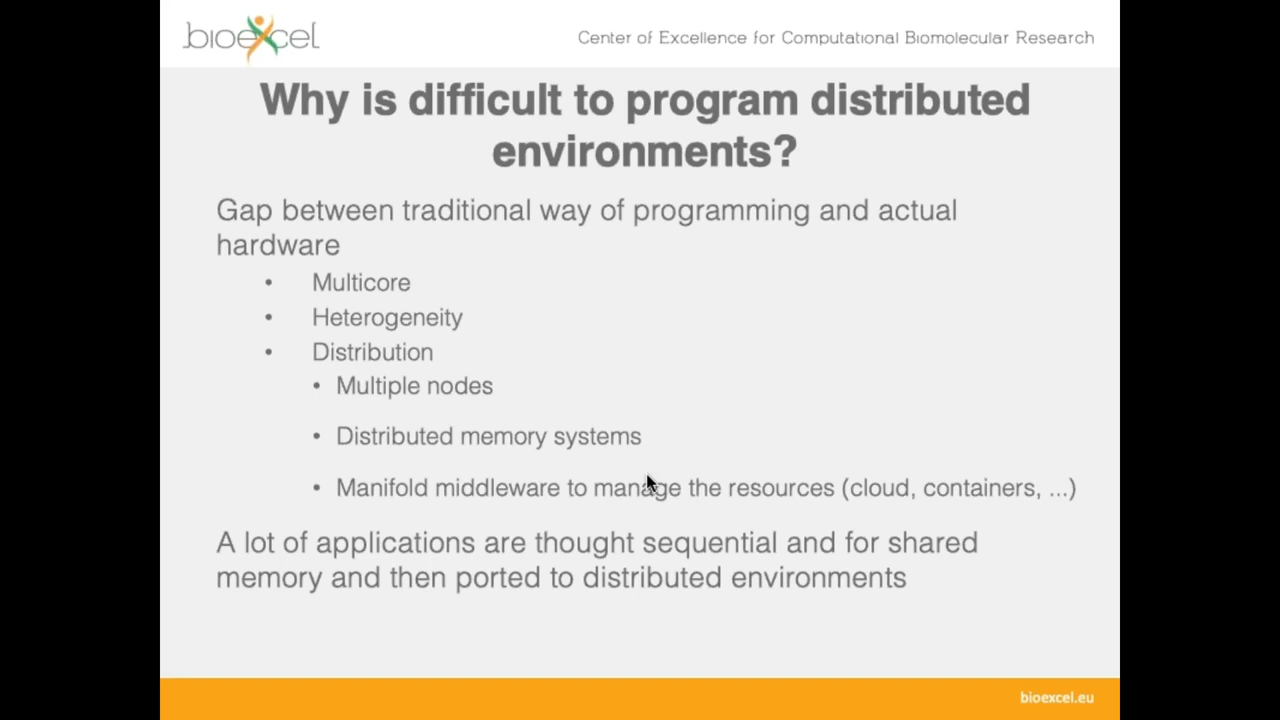 bioexcel
Center of Excellence for Computational Biomolecular Research
Why is difficult to program distributed
environments?
Gap between traditional way of programming and actual
hardware
• Multicore
• Heterogeneity
• Distribution
• Multiple nodes
• Distributed memory systems
• Manifold middleware to manage the resources (cloud, containers, ...)
A lot of applications are thought sequential and for shared
memory and then ported to distributed environments
bioexcel.eu